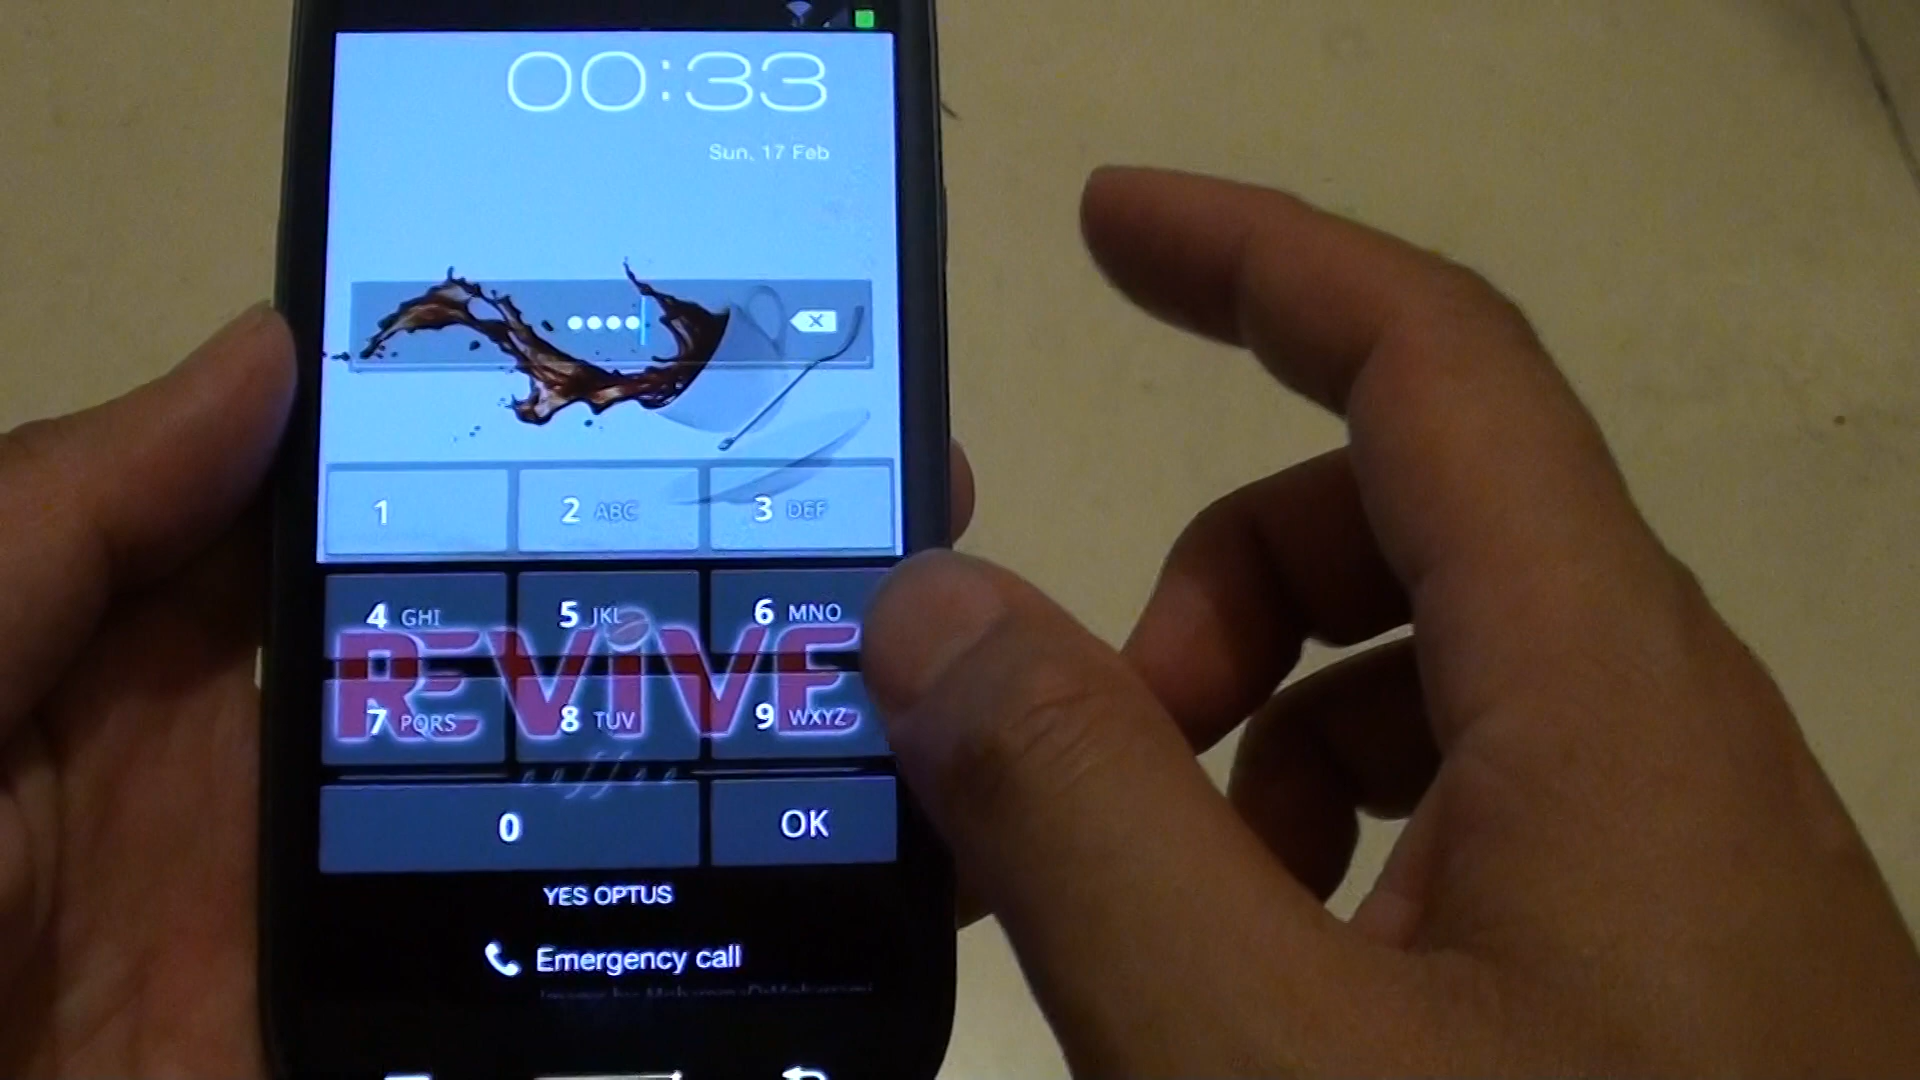 00:33
Sun, 17 Feb
1
2 ABC
3 DEF
4 GHI
5 JKL
6 MNO
REViVE
7 PQRS
8 TUV
9 WXYZ
coffee
0
OK
YES OPTUS
Emergency call